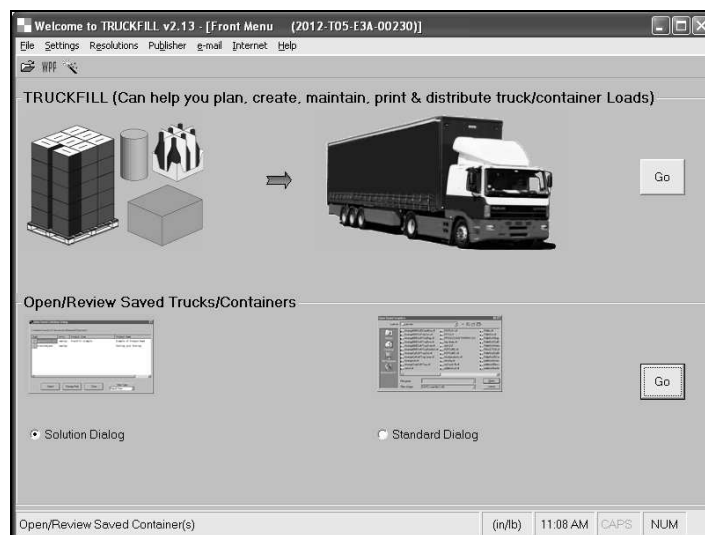 Welcome to TRUCKFILL v2.13 - [Front Menu (2012-T05-E3A-00230)]
File Settings Resolutions Publisher e-mail Internet Help
WPF
TRUCKFILL (Can help you plan, create, maintain, print & distribute truck/container Loads)
Go
Open/Review Saved Trucks/Containers
Go
Solution Dialog Standard Dialog
Open/Review Saved Container(s) (in/lb) 11:08 AM CAPS NUM